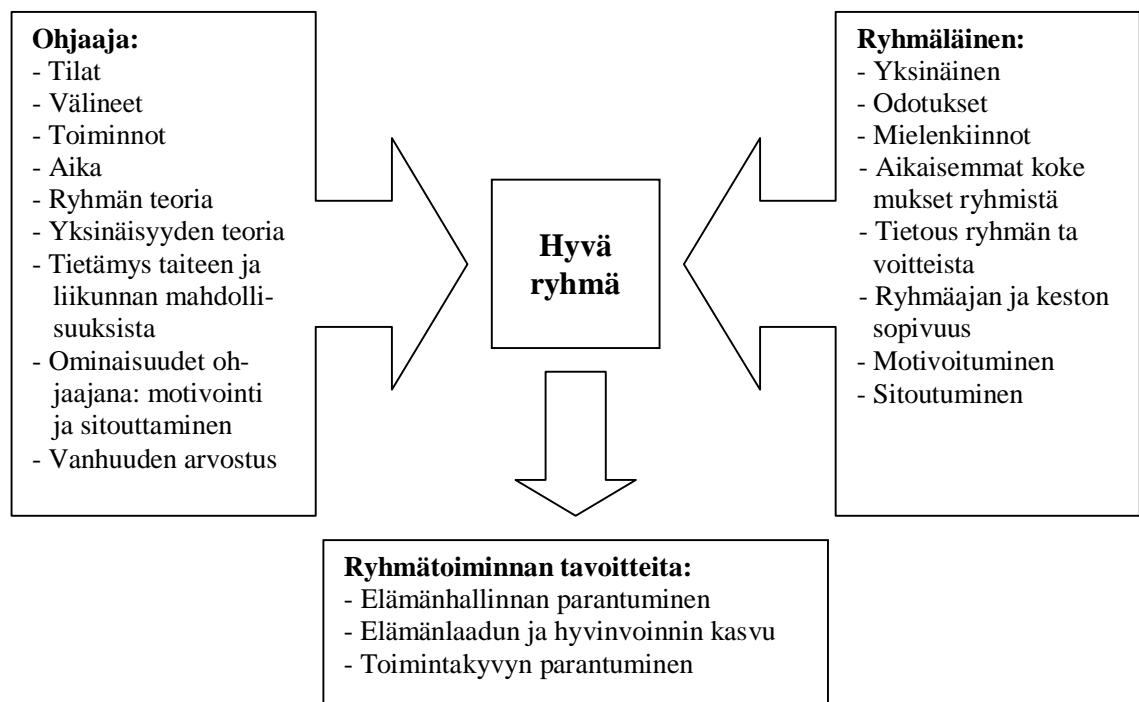 Ohjaaja:
- Tilat
- Välineet
- Toiminnot
- Aika
- Ryhmän teoria
- Yksinäisyyden teoria
- Tietämys taiteen ja
liikunnan mahdolli-
suuksista
- Ominaisuudet oh-
jaajana: motivointi
ja sitouttaminen
- Vanhuuden arvostus
Hyvä
ryhmä
Ryhmäläinen:
- Yksinäinen
- Odotukset
- Mielenkiinnot
- Aikaisemmat koke
mukset ryhmistä
- Tietous ryhmän ta
voitteista
- Ryhmäajan ja keston
sopivuus
- Motivoituminen
- Sitoutuminen
Ryhmätoiminnan tavoitteita:
- Elämänhallinnan parantuminen
- Elämänlaadun ja hyvinvoinnin kasvu
- Toimintakyvyn parantuminen